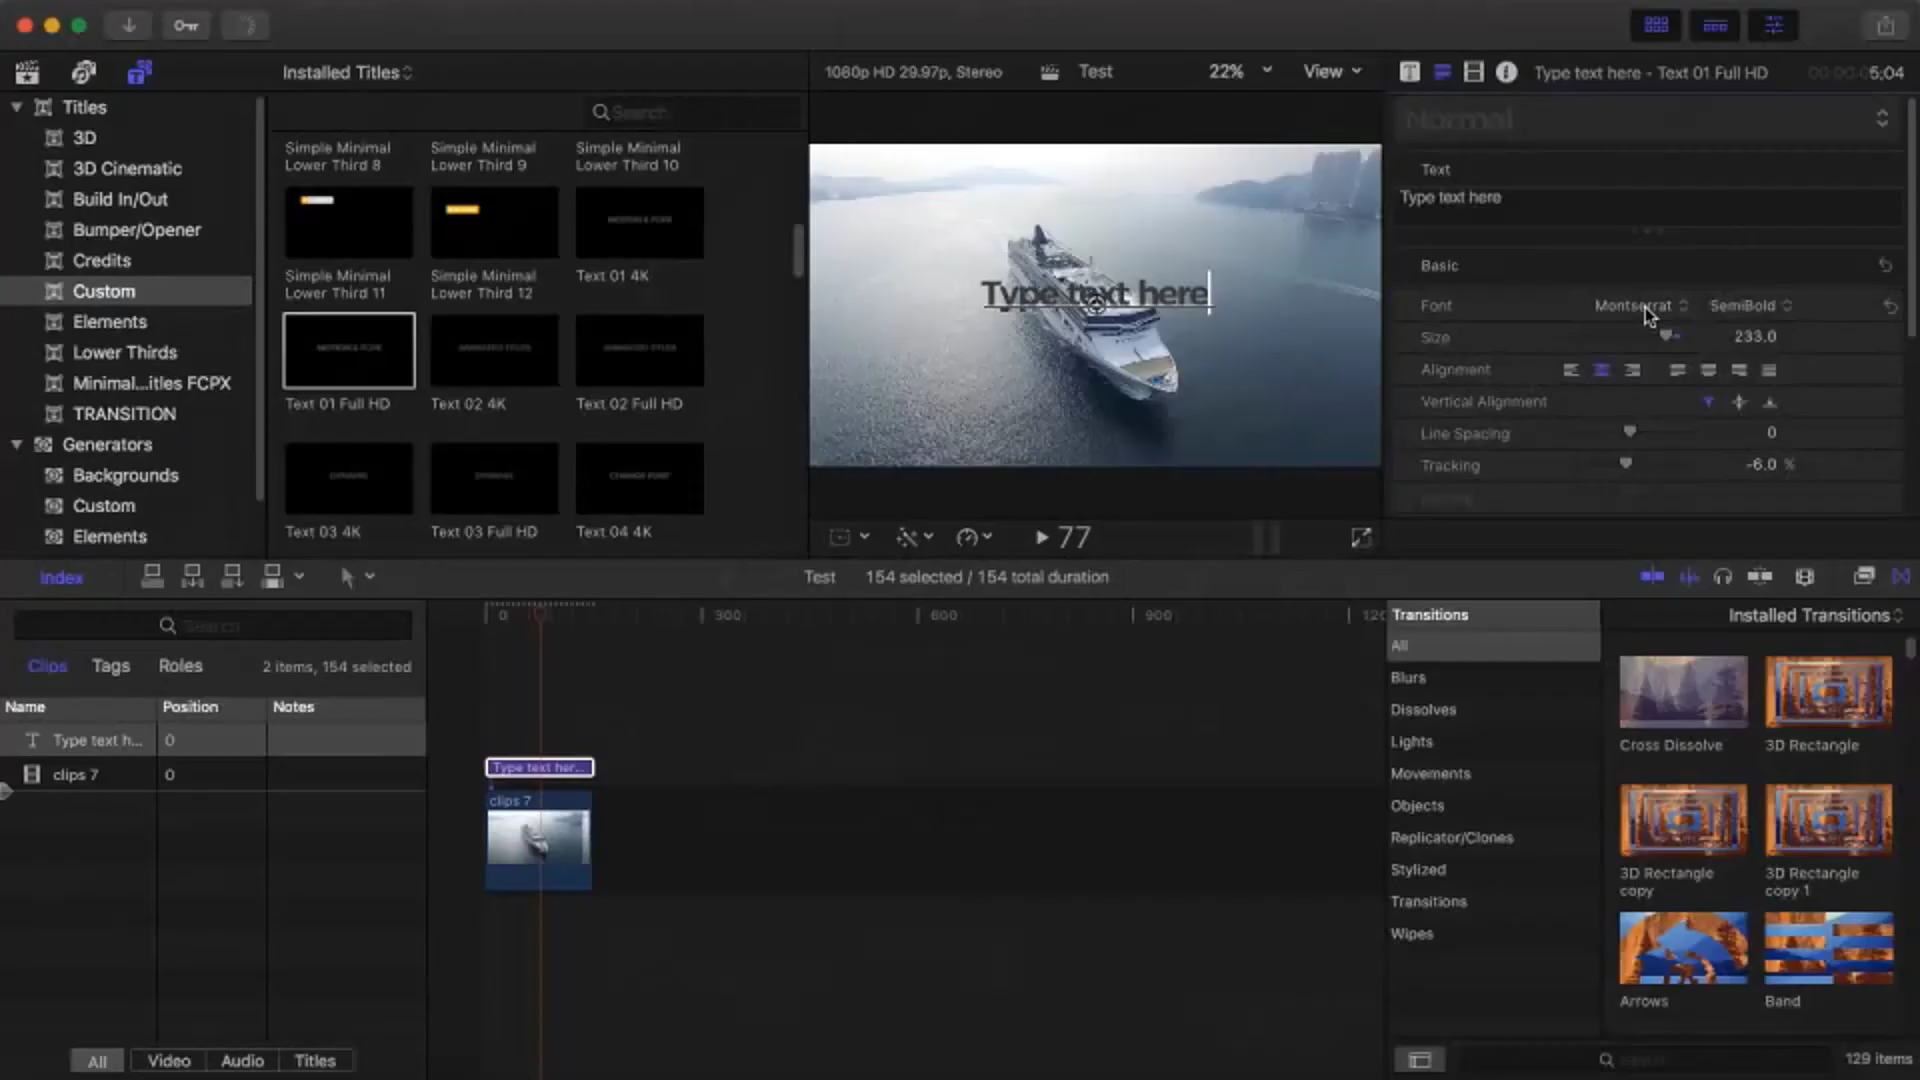 Installed Titles
1080p HD 29.97p, Stereo
Test
22%
View
Type text here - Text 01 Full HD
5:04
Titles
3D
3D Cinematic
Build In/Out
Bumper/Opener
Credits
Custom
Elements
Lower Thirds
Minimal...itles FCPX
TRANSITION
Generators
Backgrounds
Custom
Elements
Search
Simple Minimal
Lower Third 8
Simple Minimal
Lower Third 9
Simple Minimal
Lower Third 10
Simple Minimal
Lower Third 11
Simple Minimal
Lower Third 12
Text 01 4K
Text 01 Full HD
Text 02 4K
Text 02 Full HD
Text 03 4K
Text 03 Full HD
Text 04 4K
Type text here
77
Normal
Text
Type text here
Basic
Font
Montserrat
SemiBold
Size
233.0
Alignment
Vertical Alignment
Line Spacing
0
Tracking
-6.0 %
Index
Test
154 selected / 154 total duration
Search
Clips
Tags
Roles
2 items, 154 selected
Name
Position
Notes
Type text h...
0
clips 7
0
All
Video
Audio
Titles
0
300
600
900
120
Type text her...
clips 7
Transitions
All
Blurs
Dissolves
Lights
Movements
Objects
Replicator/Clones
Stylized
Transitions
Wipes
Installed Transitions
Cross Dissolve
3D Rectangle
3D Rectangle
copy
3D Rectangle
copy 1
Arrows
Band
129 items